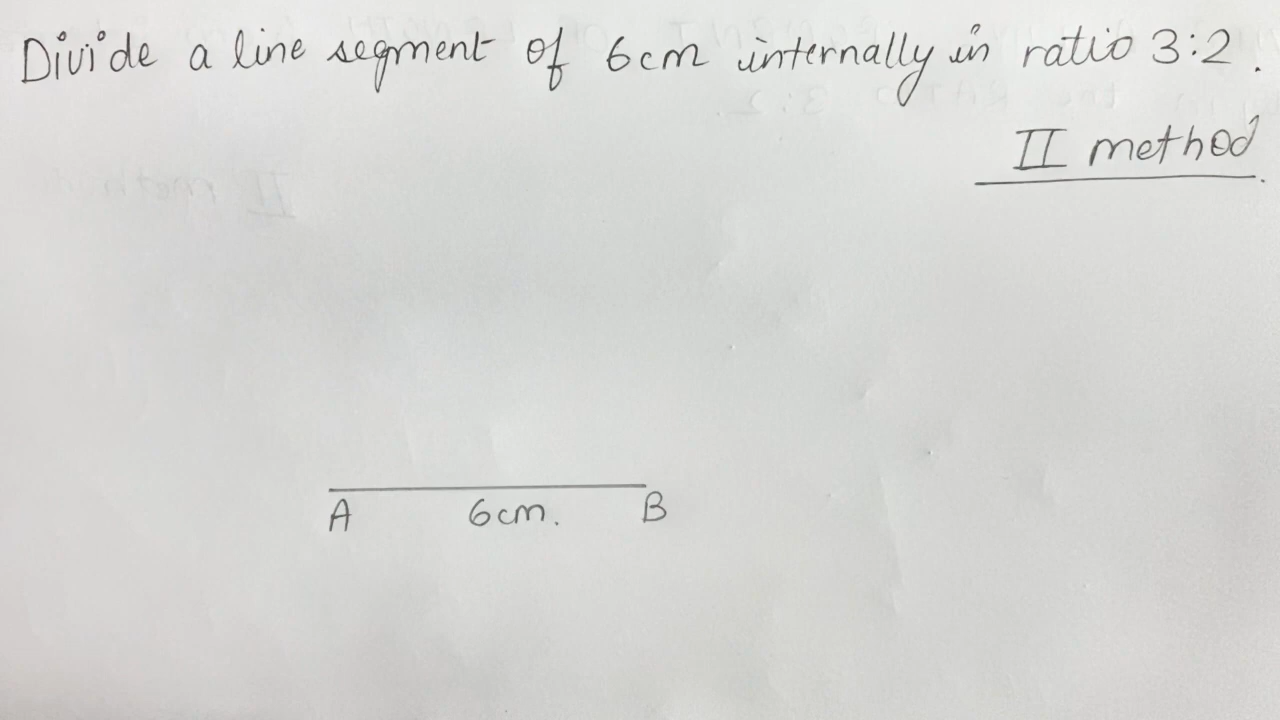 Divide a line segment of 6cm internally in ratio 3:2.
II method.
A 6cm. B